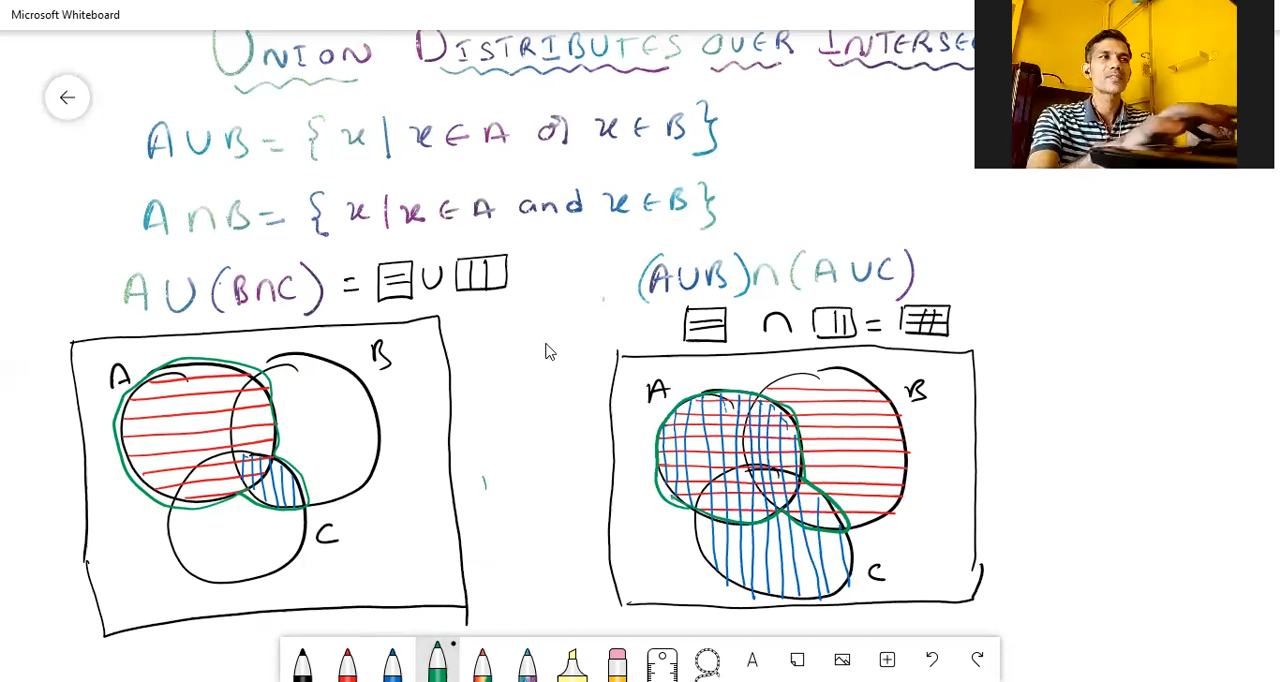 Microsoft Whiteboard
UNION DISTRIBUTES OVER INTERSE
A∪B = { x | x ∈ A or x ∈ B }
A∩B = { x | x ∈ A and x ∈ B }
A∪(B∩C) = ∪
(A∪B)∩(A∪C)
∩ =
A
B
C
A
B
C
A